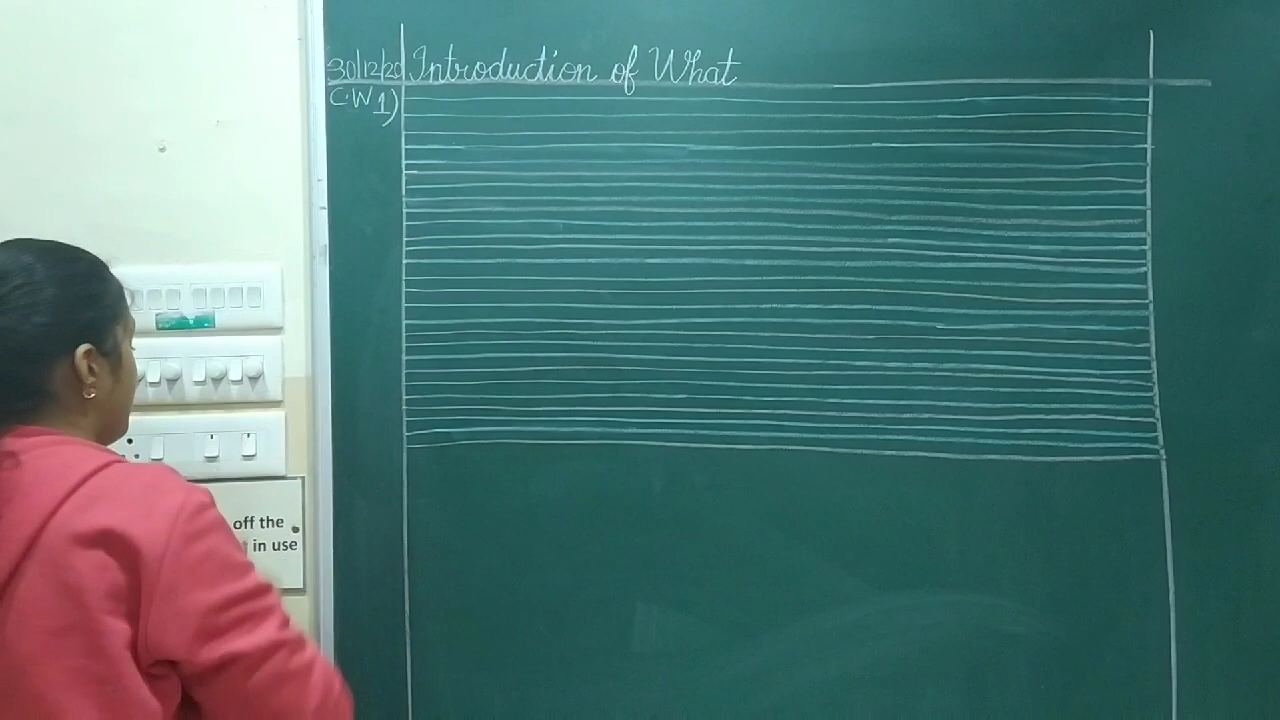 30/12/20 Introduction of What
C.W 1)
off the
in use